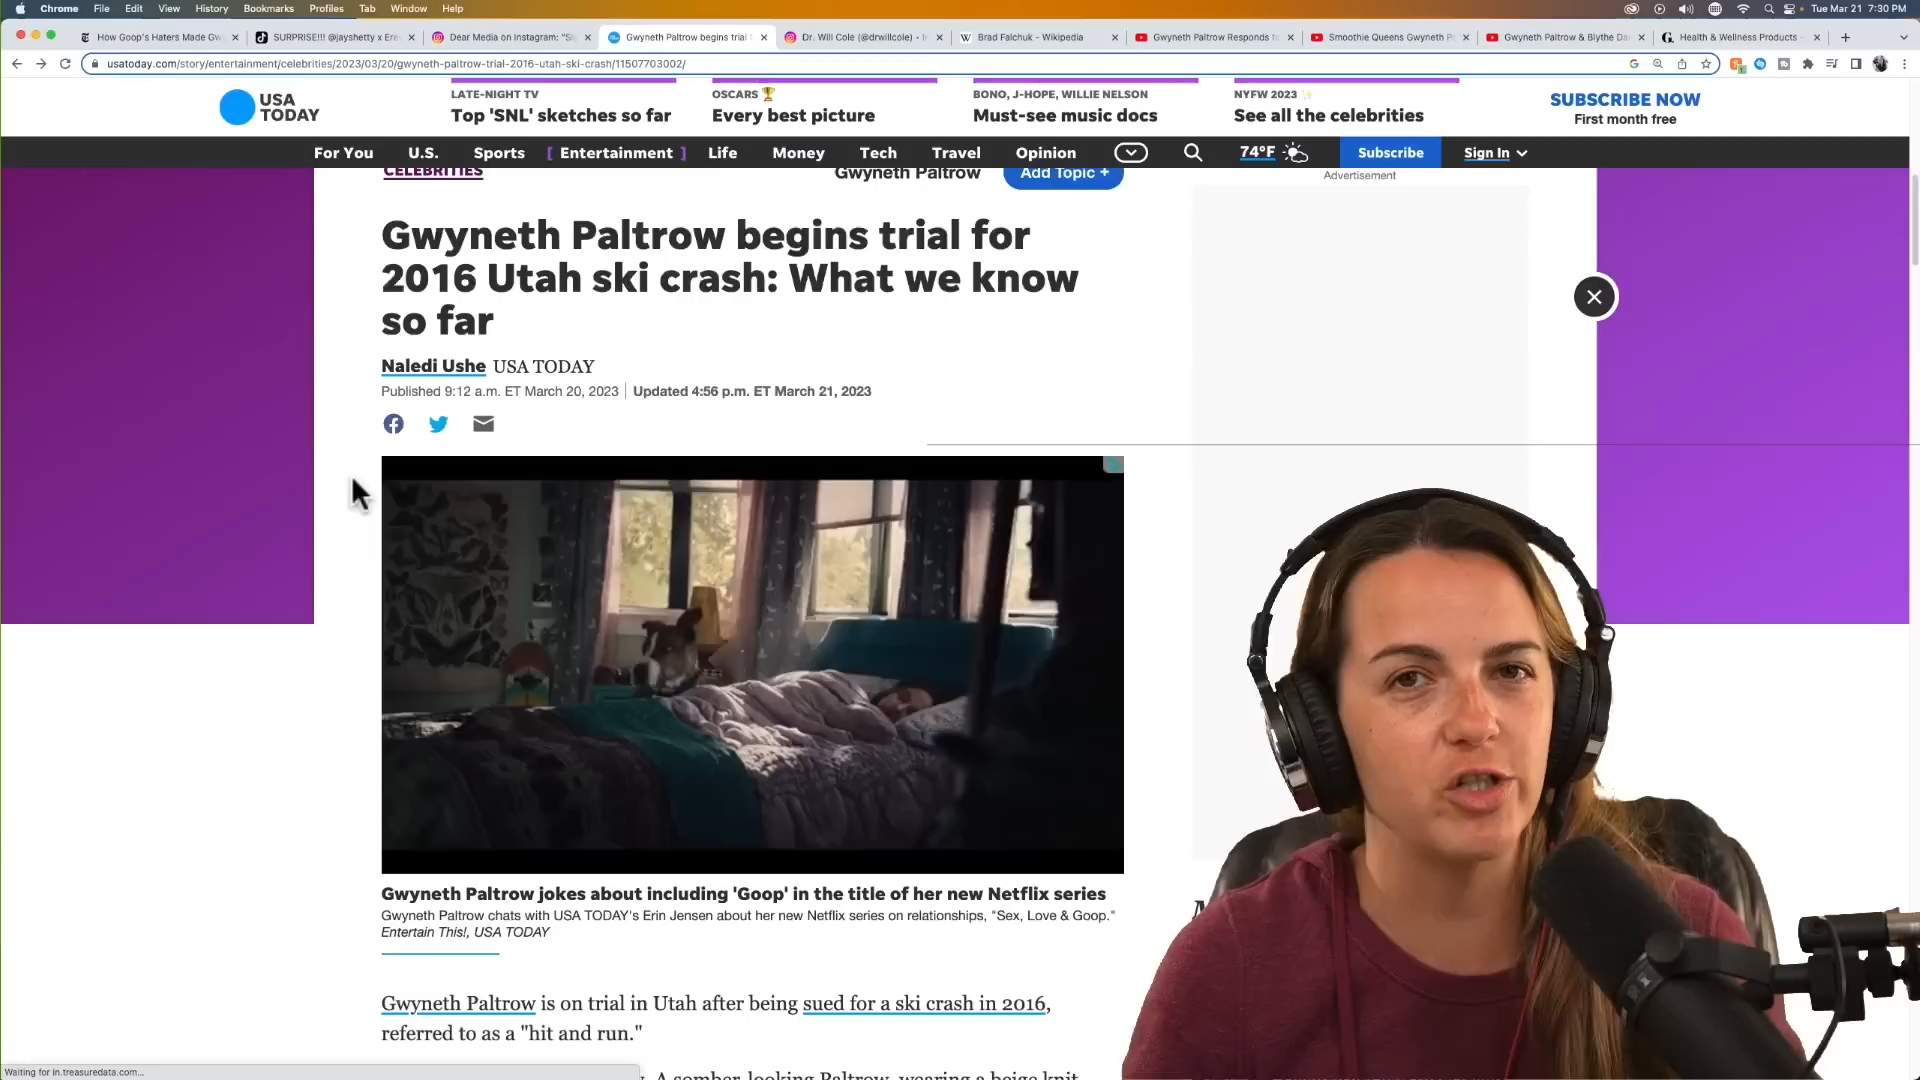 Chrome File Edit View History Bookmarks Profiles Tab Window Help Tue Mar 21 7:30 PM
How Goop's Haters Made Gw SURPRISE!!! @jayshetty x Ere Dear Media on Instagram: "S Gwyneth Paltrow begins trial Dr. Will Cole (@drwillcole) • I Brad Falchuk - Wikipedia Gwyneth Paltrow Responds t Smoothie Queens Gwyneth P Gwyneth Paltrow & Blythe Da Health & Wellness Products -
usatoday.com/story/entertainment/celebrities/2023/03/20/gwyneth-paltrow-trial-2016-utah-ski-crash/11507703002/
USA TODAY
LATE-NIGHT TV
Top 'SNL' sketches so far
OSCARS 🏆
Every best picture
BONO, J-HOPE, WILLIE NELSON
Must-see music docs
NYFW 2023 ✨
See all the celebrities
SUBSCRIBE NOW
First month free
For You U.S. Sports [ Entertainment ] Life Money Tech Travel Opinion 74°F Subscribe Sign In
CELEBRITIES
Gwyneth Paltrow Add Topic +
Advertisement
Gwyneth Paltrow begins trial for
2016 Utah ski crash: What we know
so far
Naledi Ushe USA TODAY
Published 9:12 a.m. ET March 20, 2023 | Updated 4:56 p.m. ET March 21, 2023
Gwyneth Paltrow jokes about including 'Goop' in the title of her new Netflix series
Gwyneth Paltrow chats with USA TODAY's Erin Jensen about her new Netflix series on relationships, "Sex, Love & Goop."
Entertain This!, USA TODAY
Gwyneth Paltrow is on trial in Utah after being sued for a ski crash in 2016,
referred to as a "hit and run."
A somber-looking Paltrow, wearing a beige knit
Waiting for in.treasuredata.com...